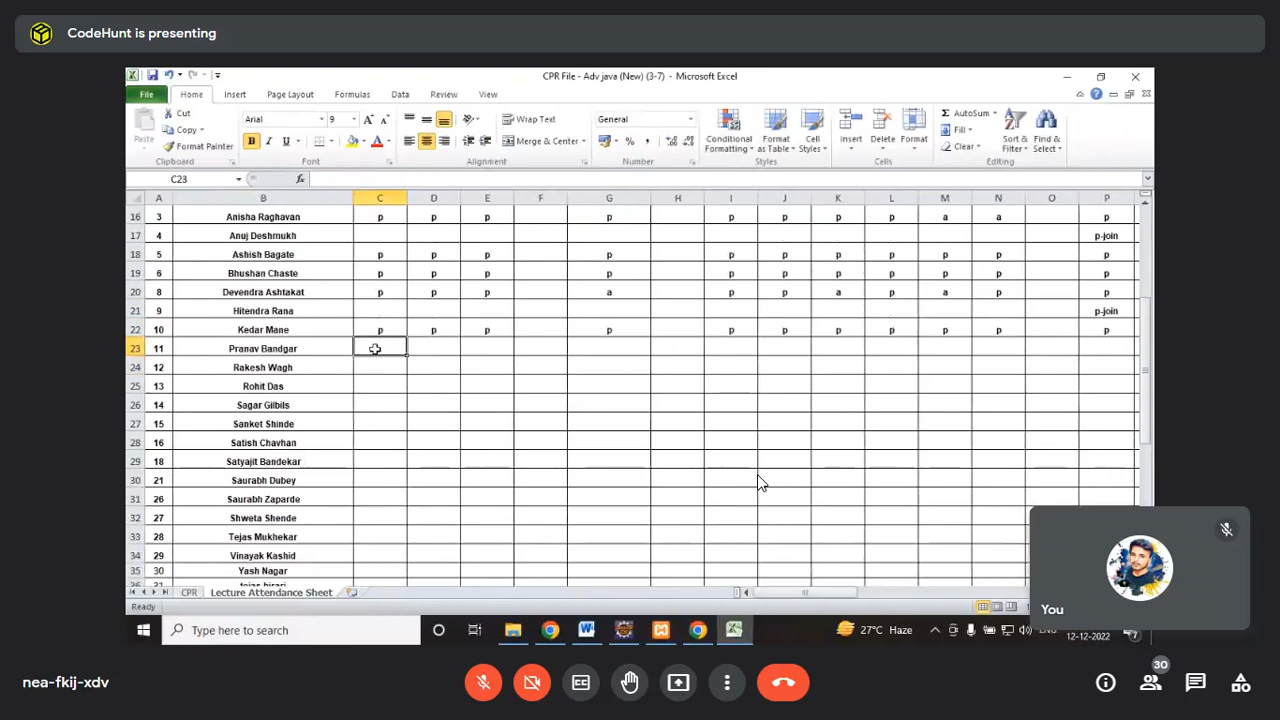 CodeHunt is presenting
CPR File - Adv java (New) (3-7) - Microsoft Excel
File Home Insert Page Layout Formulas Data Review View
Cut
Copy
Format Painter
Paste
Clipboard
Arial 9
B I U
Font
Wrap Text
Merge & Center
Alignment
General
Number
Conditional Formatting
Format as Table
Cell Styles
Styles
Insert Delete Format
Cells
AutoSum
Fill
Clear
Sort & Filter
Find & Select
Editing
C23 fx
A B C D E F G H I J K L M N O P
16 3 Anisha Raghavan p p p p p p p p a a p
17 4 Anuj Deshmukh p-join
18 5 Ashish Bagate p p p p p p p p p p p
19 6 Bhushan Chaste p p p p p p p p p p p
20 8 Devendra Ashtakat p p p a p p a p a p p
21 9 Hitendra Rana p-join
22 10 Kedar Mane p p p p p p p p p p p
23 11 Pranav Bandgar
24 12 Rakesh Wagh
25 13 Rohit Das
26 14 Sagar Gilbils
27 15 Sanket Shinde
28 16 Satish Chavhan
29 18 Satyajit Bandekar
30 21 Saurabh Dubey
31 26 Saurabh Zaparde
32 27 Shweta Shende
33 28 Tejas Mukhekar
34 29 Vinayak Kashid
35 30 Yash Nagar
CPR Lecture Attendance Sheet
Ready
Type here to search
27°C Haze
12-12-2022
You
nea-fkij-xdv
30